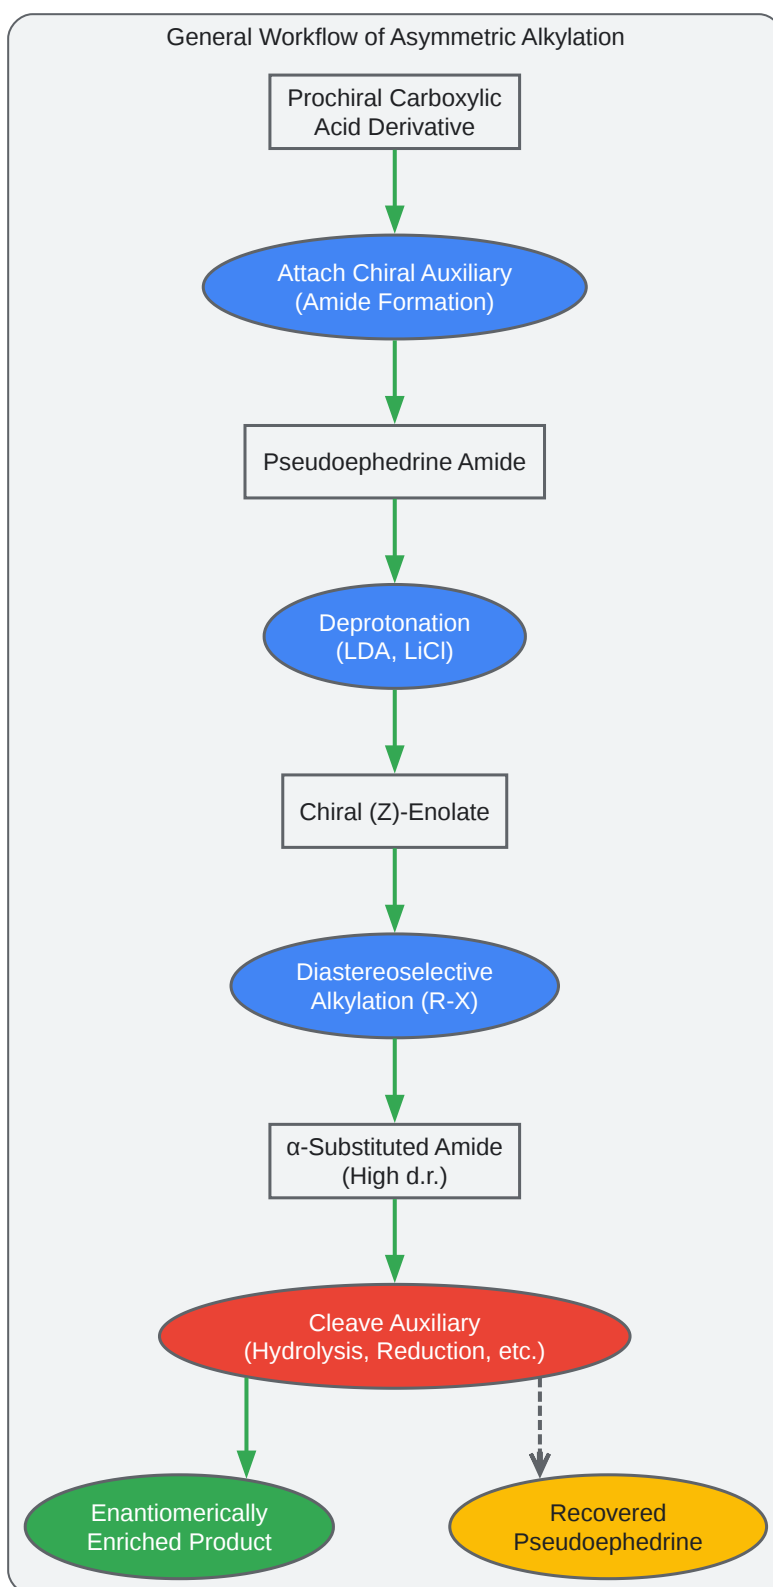 General Workflow of Asymmetric Alkylation
Prochiral Carboxylic
Acid Derivative
Attach Chiral Auxiliary
(Amide Formation)
Pseudoephedrine Amide
Deprotonation
(LDA, LiCl)
Chiral (Z)-Enolate
Diastereoselective
Alkylation (R-X)
α-Substituted Amide
(High d.r.)
Cleave Auxiliary
(Hydrolysis, Reduction, etc.)
Enantiomerically
Enriched Product
Recovered
Pseudoephedrine